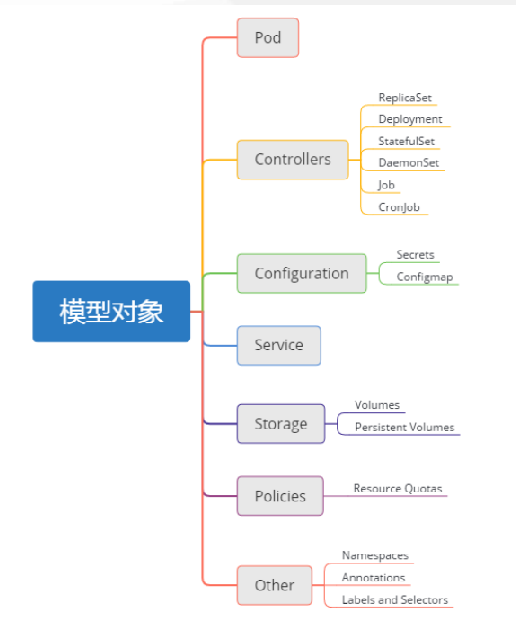 Pod
ReplicaSet
Deployment
StatefulSet
DaemonSet
Job
CronJob
Controllers
Secrets
Configmap
Configuration
模型对象
Service
Volumes
Persistent Volumes
Storage
Resource Quotas
Policies
Namespaces
Annotations
Labels and Selectors
Other